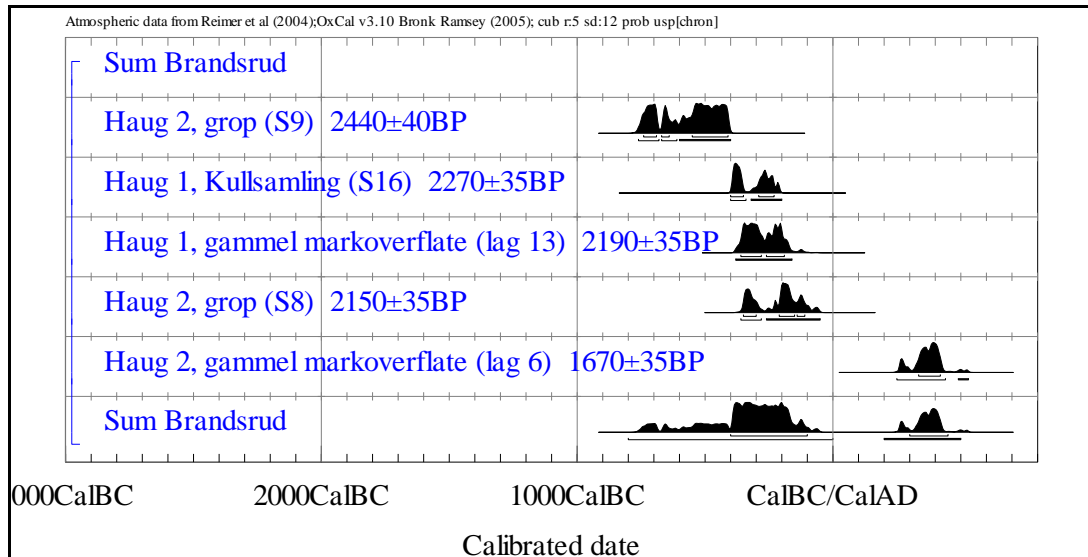 Atmospheric data from Reimer et al (2004);OxCal v3.10 Bronk Ramsey (2005); cub r:5 sd:12 prob usp[chron]
Sum Brandsrud
Haug 2, grop (S9) 2440±40BP
Haug 1, Kullsamling (S16) 2270±35BP
Haug 1, gammel markoverflate (lag 13) 2190±35BP
Haug 2, grop (S8) 2150±35BP
Haug 2, gammel markoverflate (lag 6) 1670±35BP
Sum Brandsrud
000CalBC 2000CalBC 1000CalBC CalBC/CalAD
Calibrated date